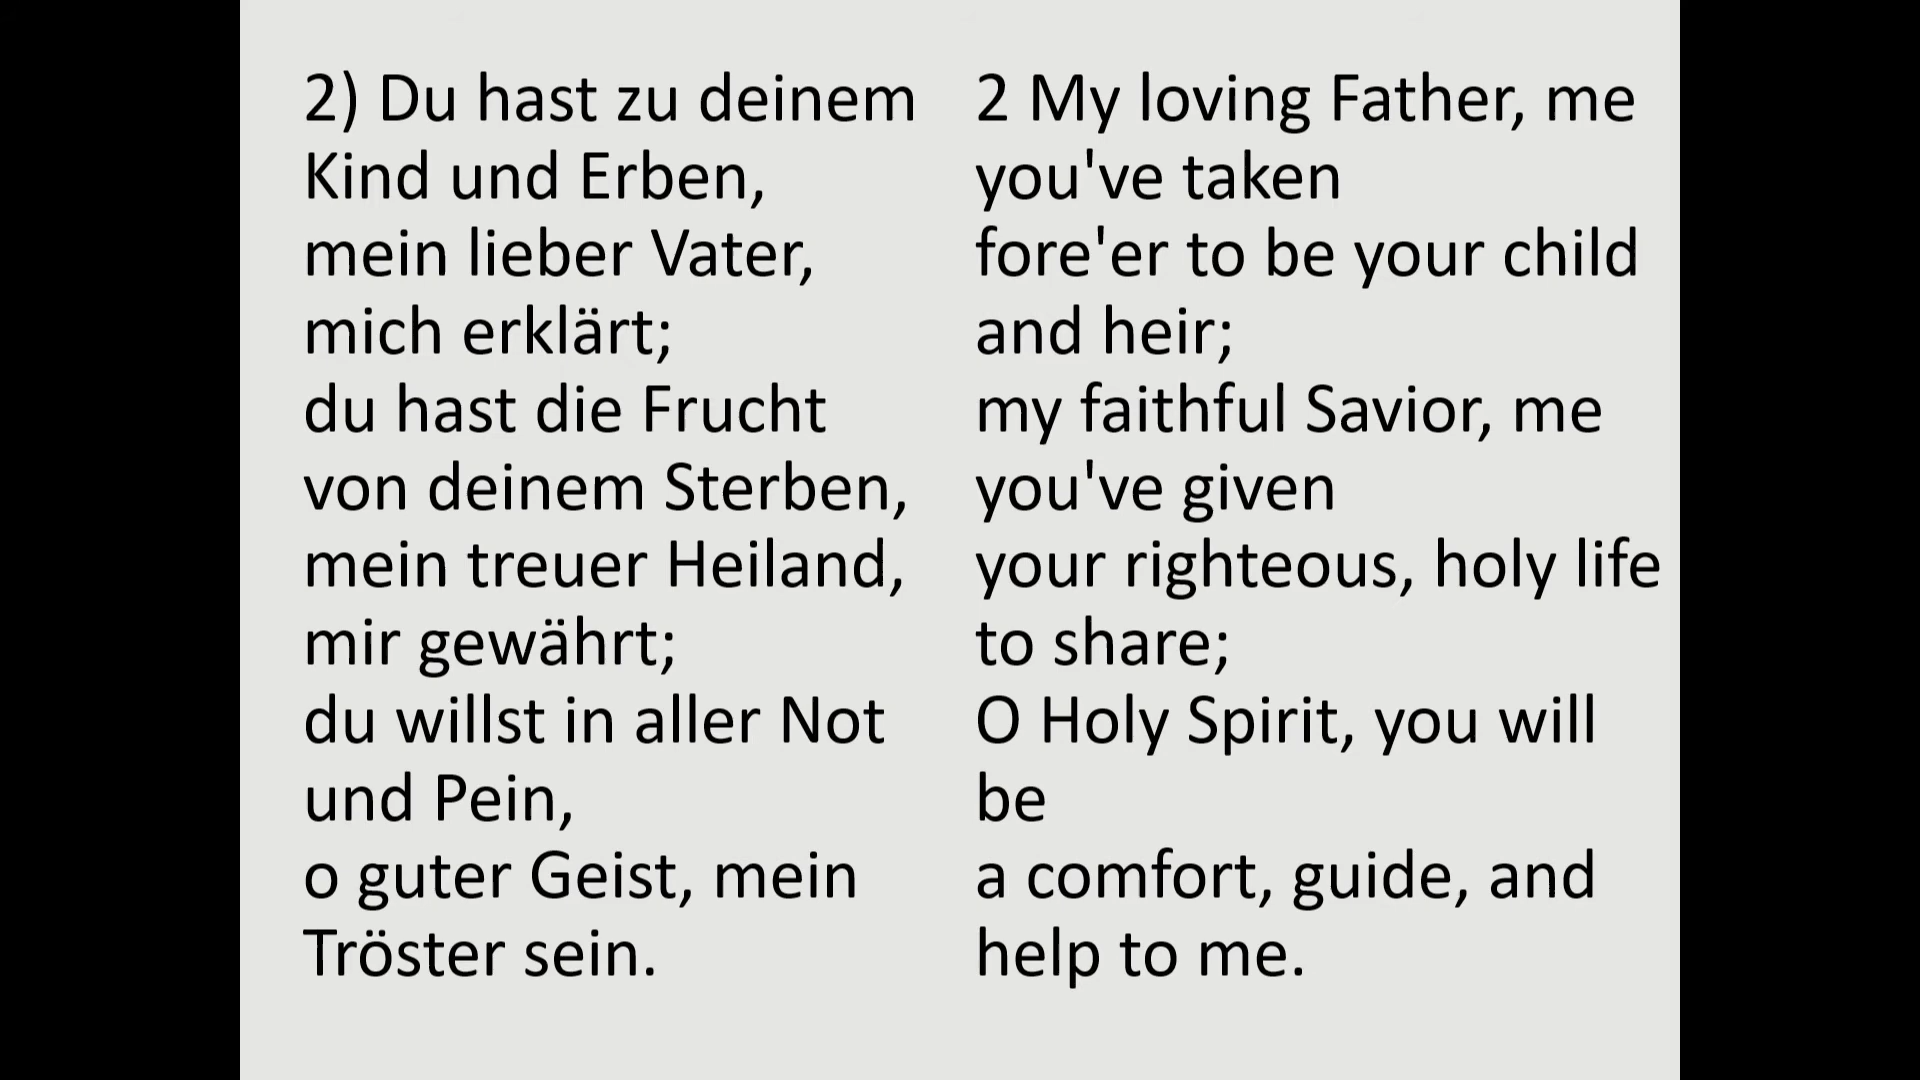 2) Du hast zu deinem
Kind und Erben,
mein lieber Vater,
mich erklärt;
du hast die Frucht
von deinem Sterben,
mein treuer Heiland,
mir gewährt;
du willst in aller Not
und Pein,
o guter Geist, mein
Tröster sein.
2 My loving Father, me
you've taken
fore'er to be your child
and heir;
my faithful Savior, me
you've given
your righteous, holy life
to share;
O Holy Spirit, you will
be
a comfort, guide, and
help to me.